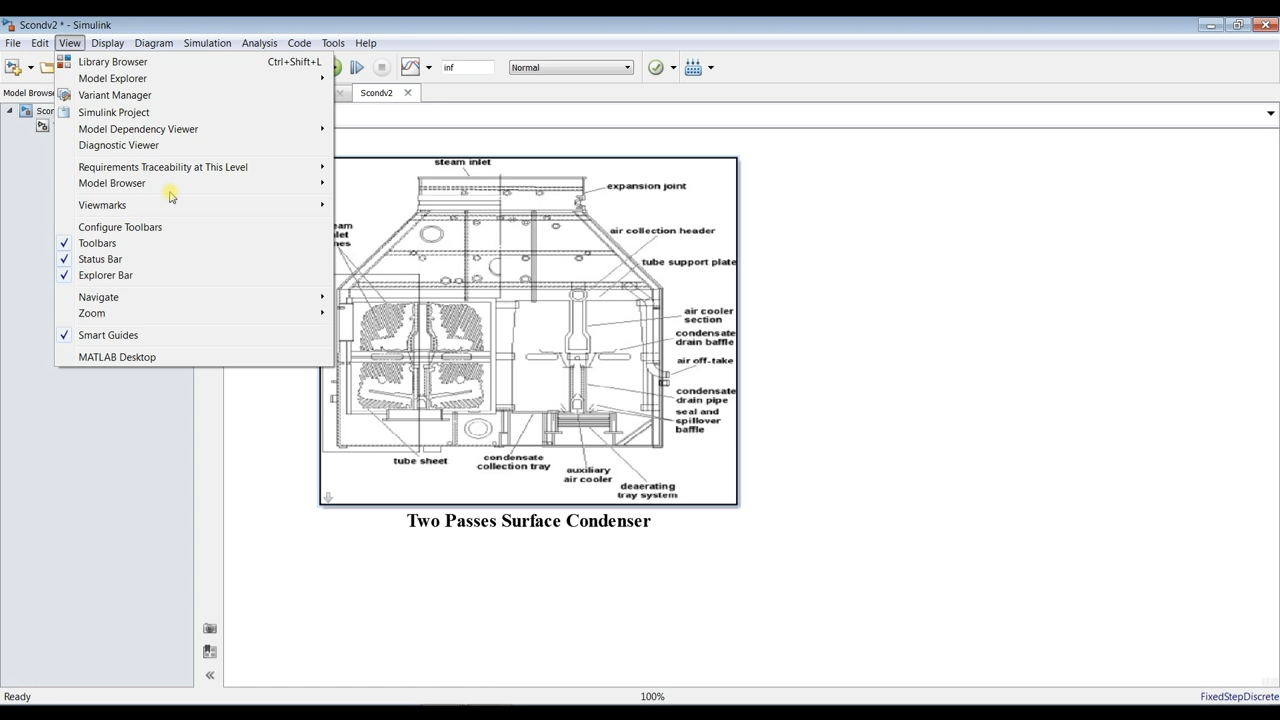 Scondv2 * - Simulink
File Edit View Display Diagram Simulation Analysis Code Tools Help
Library Browser Ctrl+Shift+L
Model Explorer
Variant Manager
Simulink Project
Model Dependency Viewer
Diagnostic Viewer
Requirements Traceability at This Level
Model Browser
Viewmarks
Configure Toolbars
Toolbars
Status Bar
Explorer Bar
Navigate
Zoom
Smart Guides
MATLAB Desktop
inf
Normal
Model Browse
Scondv2
Scon
steam inlet
expansion joint
air collection header
tube support plate
air cooler
section
condensate
drain baffle
air off-take
condensate
drain pipe
seal and
spillover
baffle
tube sheet
condensate
collection tray
auxiliary
air cooler
deaerating
tray system
Two Passes Surface Condenser
Ready
100%
FixedStepDiscrete